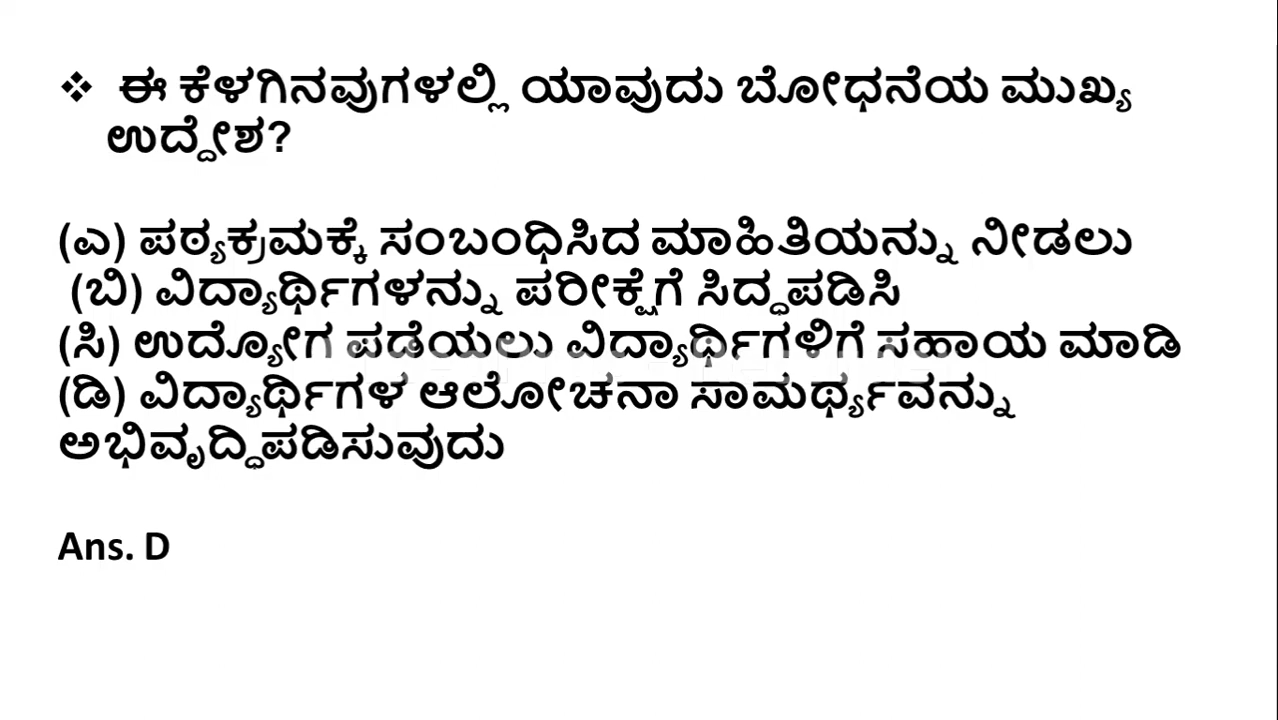 ❖ ಈ ಕೆಳಗಿನವುಗಳಲ್ಲಿ ಯಾವುದು ಬೋಧನೆಯ ಮುಖ್ಯ
ಉದ್ದೇಶ?
(ಎ) ಪಠ್ಯಕ್ರಮಕ್ಕೆ ಸಂಬಂಧಿಸಿದ ಮಾಹಿತಿಯನ್ನು ನೀಡಲು
(ಬಿ) ವಿದ್ಯಾರ್ಥಿಗಳನ್ನು ಪರೀಕ್ಷೆಗೆ ಸಿದ್ಧಪಡಿಸಿ
(ಸಿ) ಉದ್ಯೋಗ ಪಡೆಯಲು ವಿದ್ಯಾರ್ಥಿಗಳಿಗೆ ಸಹಾಯ ಮಾಡಿ
(ಡಿ) ವಿದ್ಯಾರ್ಥಿಗಳ ಆಲೋಚನಾ ಸಾಮರ್ಥ್ಯವನ್ನು
ಅಭಿವೃದ್ಧಿಪಡಿಸುವುದು
Ans. D